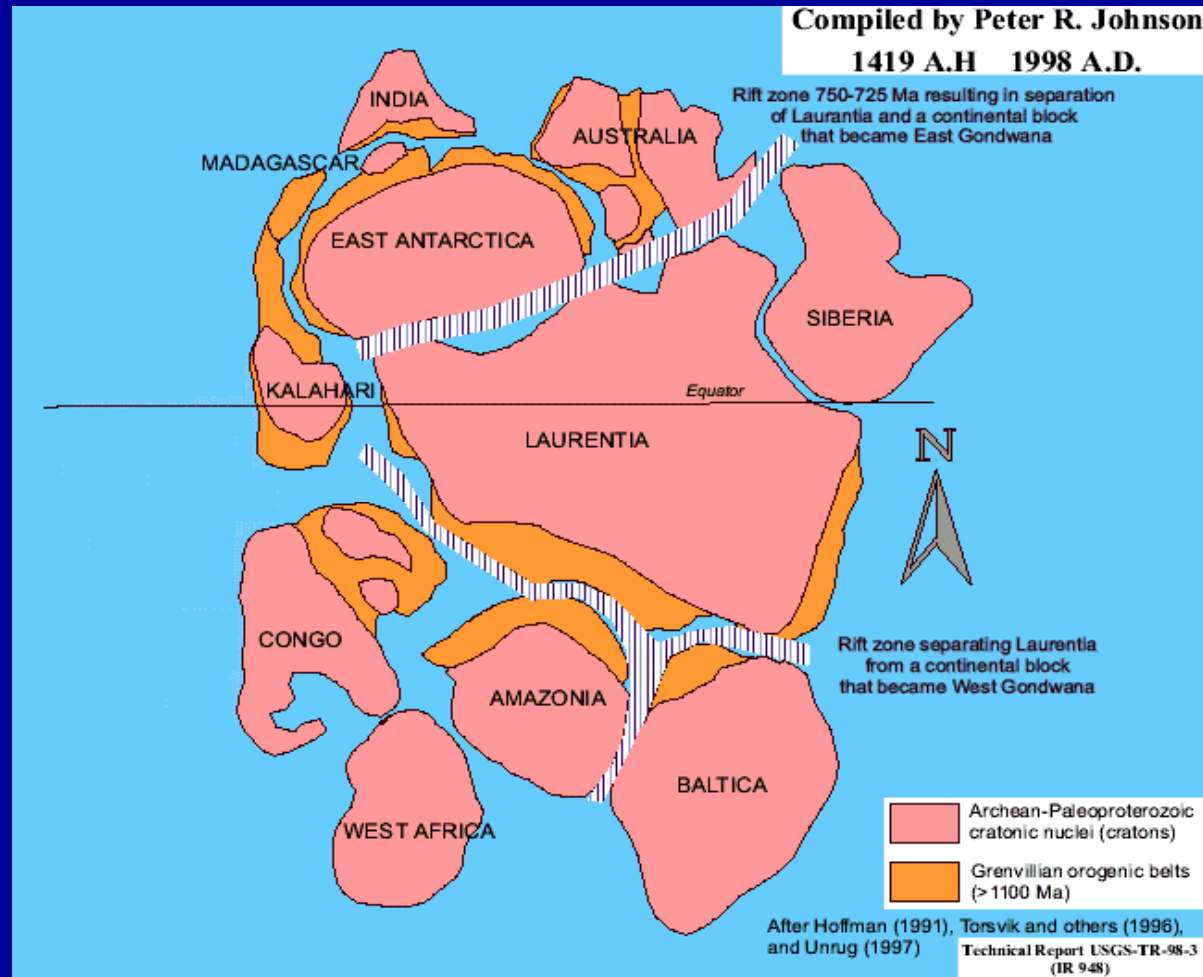 Compiled by Peter R. Johnson
1419 A.H    1998 A.D.
Rift zone 750-725 Ma resulting in separation
of Laurantia and a continental block
that became East Gondwana
INDIA
AUSTRALIA
MADAGASCAR
EAST ANTARCTICA
SIBERIA
KALAHARI
Equator
LAURENTIA
N
CONGO
Rift zone separating Laurentia
from a continental block
that became West Gondwana
AMAZONIA
BALTICA
WEST AFRICA
Archean-Paleoproterozoic
cratonic nuclei (cratons)
Grenvillian orogenic belts
(>1100 Ma)
After Hoffman (1991), Torsvik and others (1996),
and Unrug (1997)
Technical Report USGS-TR-98-3
(IR 948)